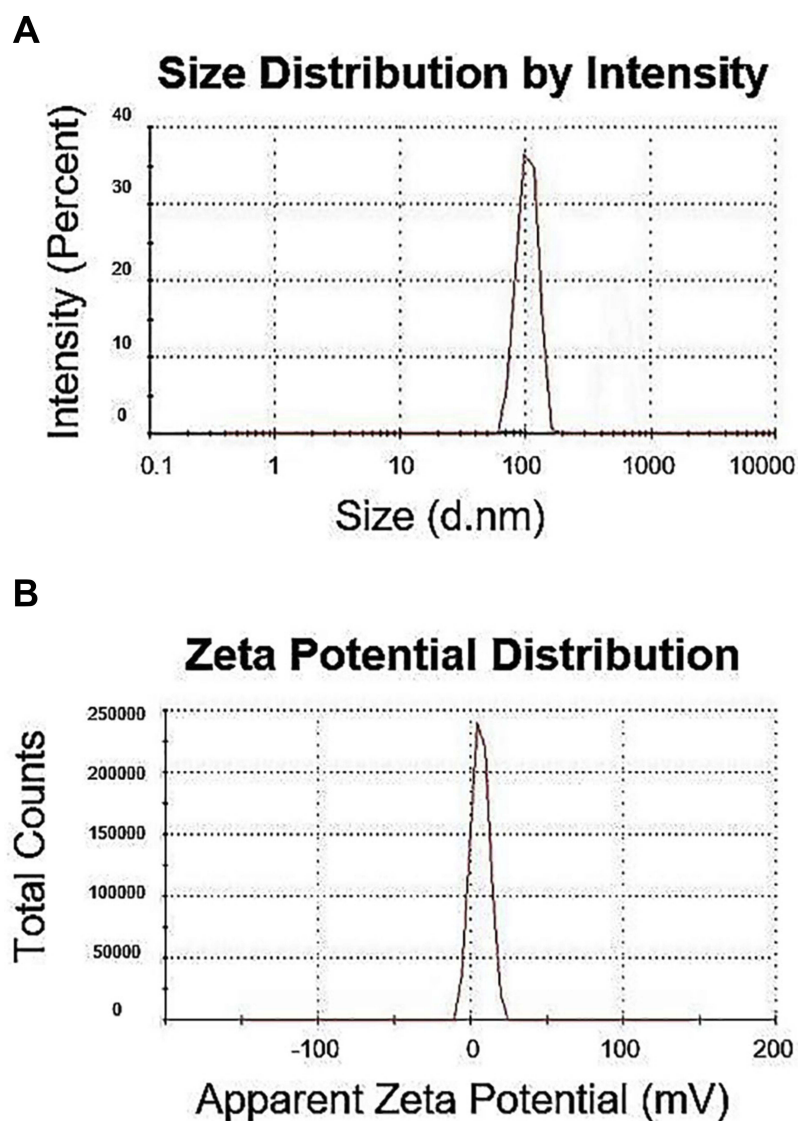 A
Size Distribution by Intensity
Intensity (Percent)
40
30
20
10
0
0.1 1 10 100 1000 10000
Size (d.nm)
B
Zeta Potential Distribution
Total Counts
250000
200000
150000
100000
50000
0
-100 0 100 200
Apparent Zeta Potential (mV)